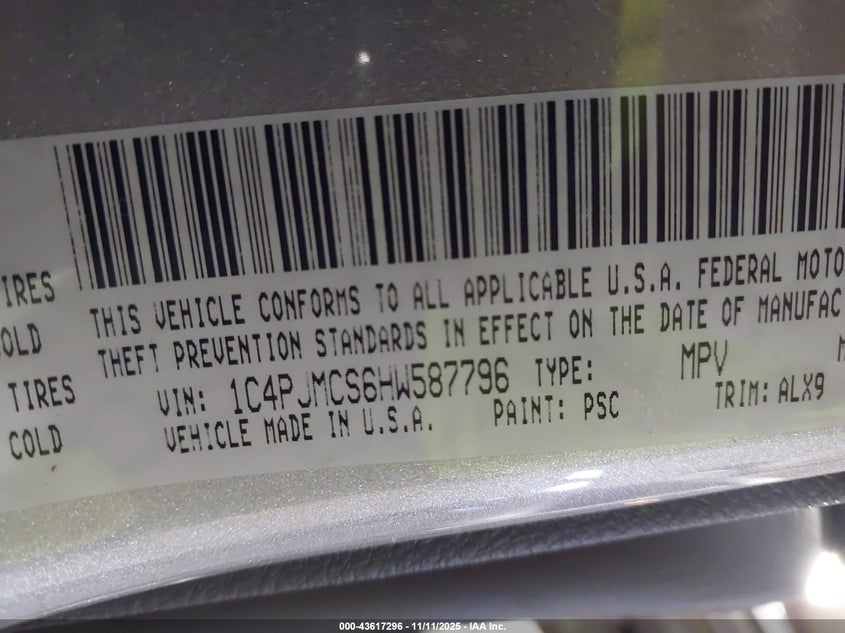 IRES
OLD
TIRES
COLD
THIS VEHICLE CONFORMS TO ALL APPLICABLE U.S.A. FEDERAL MOTO
THEFT PREVENTION STANDARDS IN EFFECT ON THE DATE OF MANUFAC
VIN: 1C4PJMCS6HW587796 TYPE: MPV M
VEHICLE MADE IN U.S.A. PAINT: PSC TRIM: ALX9
000-43617296 - 11/11/2025 - IAA Inc.